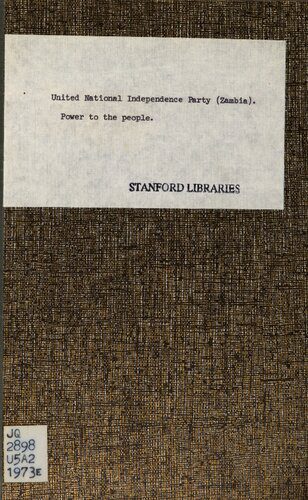 United National Independence Party (Zambia).
Power to the people.
STANFORD LIBRARIES
JQ
2898
U5A2
1973E